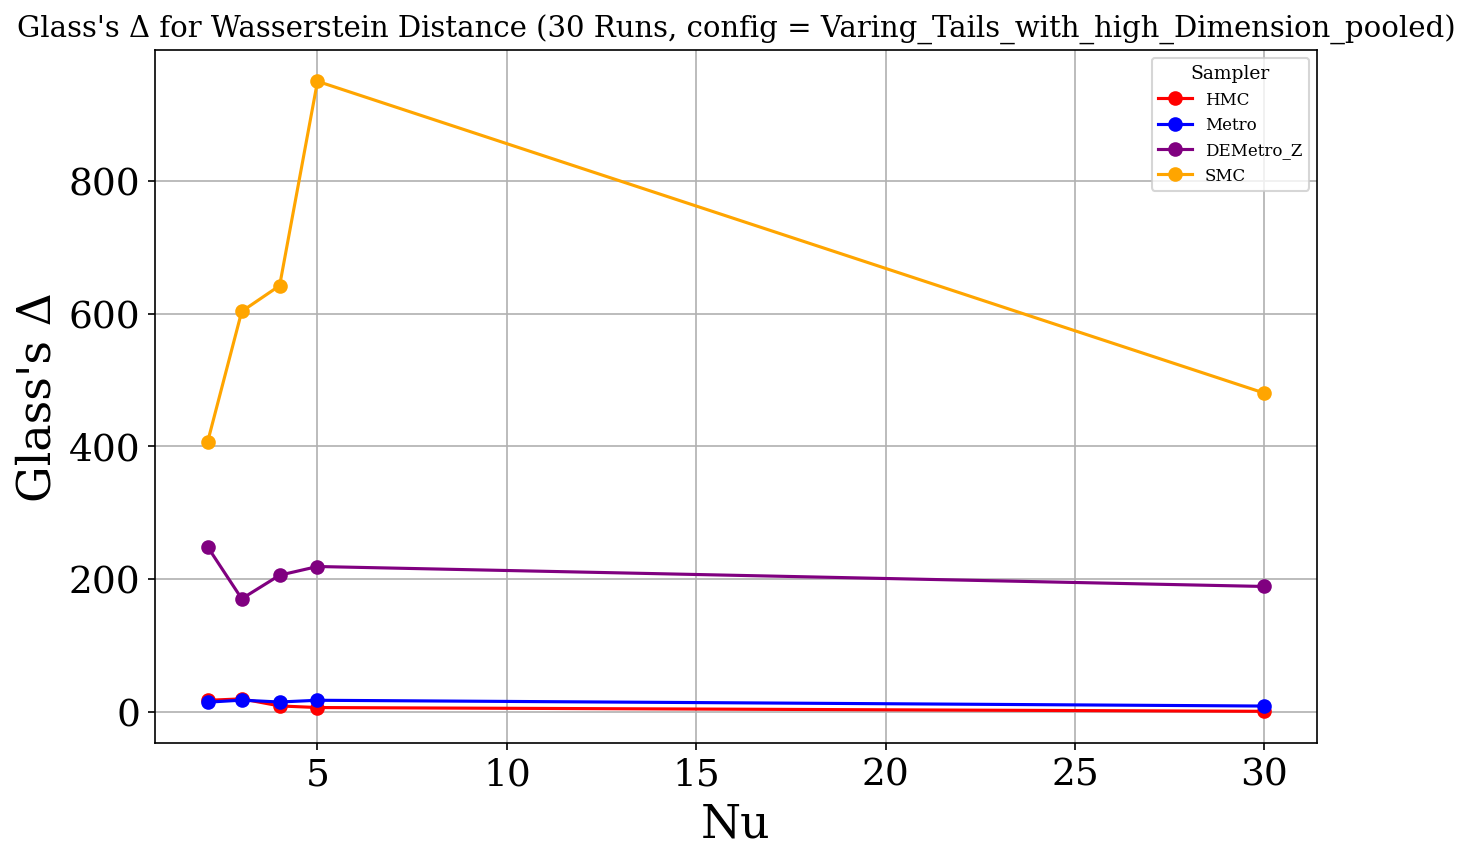 Glass's Δ for Wasserstein Distance (30 Runs, config = Varing_Tails_with_high_Dimension_pooled)
Sampler
HMC
Metro
DEMetro_Z
SMC
Glass's Δ
800
600
400
200
0
5 10 15 20 25 30
Nu